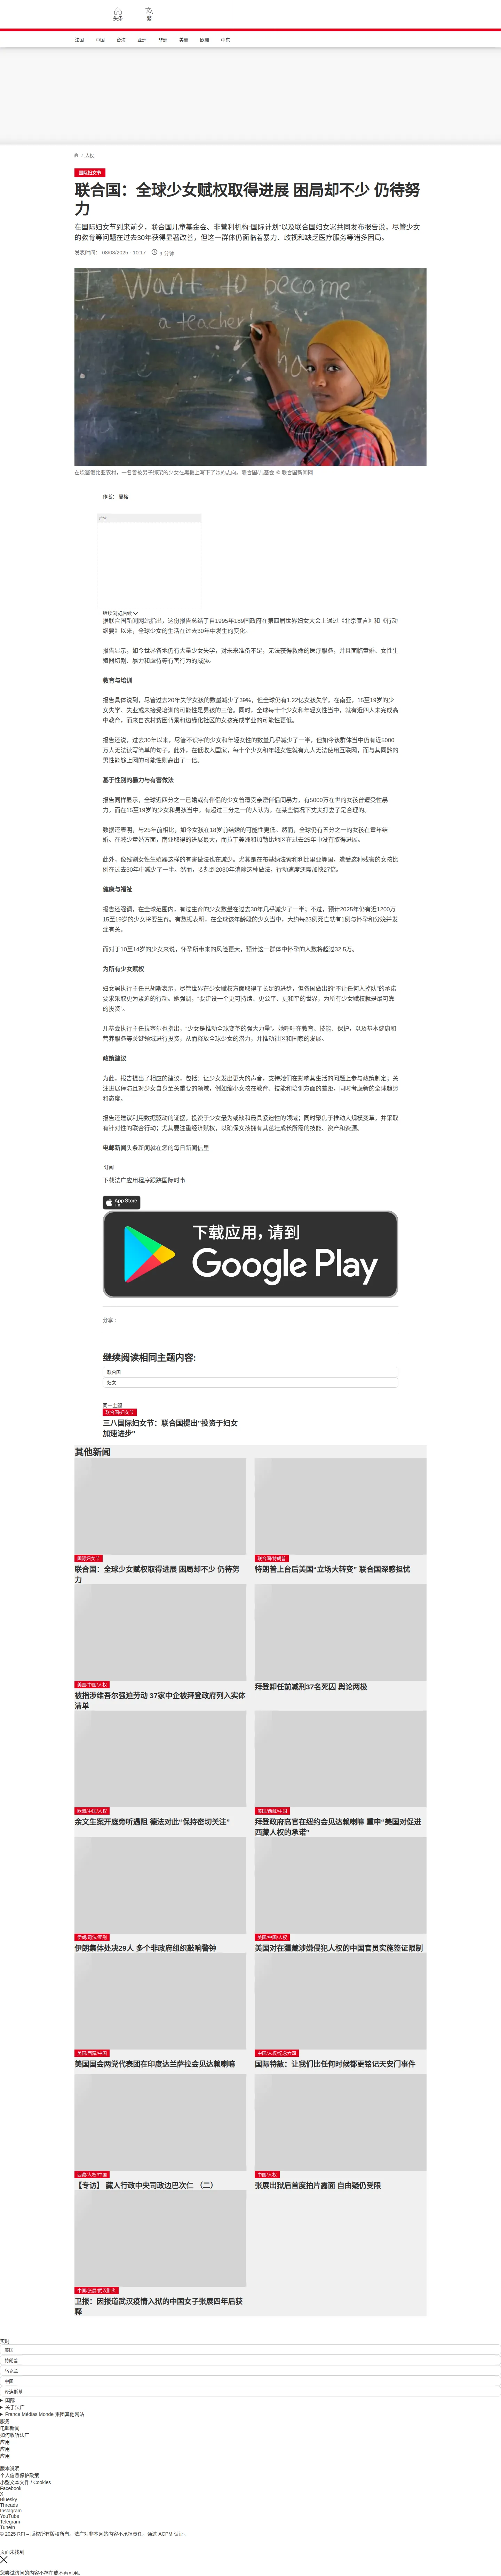 头条
繁
法国
中国
台海
亚洲
非洲
美洲
欧洲
中东
/ 人权
国际妇女节
联合国：全球少女赋权取得进展 困局却不少 仍待努
力
在国际妇女节到来前夕，联合国儿童基金会、非营利机构“国际计划”以及联合国妇女署共同发布报告说，尽管少女
的教育等问题在过去30年获得显著改善，但这一群体仍面临着暴力、歧视和缺乏医疗服务等诸多困局。
发表时间： 08/03/2025 - 10:17
9 分钟
I Want to become
a teacher
在埃塞俄比亚农村，一名曾被男子绑架的少女在黑板上写下了她的志向。联合国儿基会 © 联合国新闻网
作者： 夏榕
广告
继续浏览后续
据联合国新闻网站指出，这份报告总结了自1995年189国政府在第四届世界妇女大会上通过《北京宣言》和《行动
纲要》以来，全球少女的生活在过去30年中发生的变化。
报告显示，如今世界各地仍有大量少女失学，对未来准备不足，无法获得救命的医疗服务，并且面临童婚、女性生
殖器切割、暴力和虐待等有害行为的威胁。
教育与培训
报告具体说到，尽管过去20年失学女孩的数量减少了39%，但全球仍有1.22亿女孩失学。在南亚，15至19岁的少
女失学、失业或未接受培训的可能性是男孩的三倍。同时，全球每十个少女和年轻女性当中，就有近四人未完成高
中教育，而来自农村贫困背景和边缘化社区的女孩完成学业的可能性更低。
报告还说，过去30年以来，尽管不识字的少女和年轻女性的数量几乎减少了一半，但如今该群体当中仍有近5000
万人无法读写简单的句子。此外，在低收入国家，每十个少女和年轻女性就有九人无法使用互联网，而与其同龄的
男性能够上网的可能性则高出了一倍。
基于性别的暴力与有害做法
报告同样显示，全球近四分之一已婚或有伴侣的少女曾遭受亲密伴侣间暴力，有5000万在世的女孩曾遭受性暴
力。而在15至19岁的少女和男孩当中，有超过三分之一的人认为，在某些情况下丈夫打妻子是合理的。
数据还表明，与25年前相比，如今女孩在18岁前结婚的可能性更低。然而，全球仍有五分之一的女孩在童年结
婚。在减少童婚方面，南亚取得的进展最大，而拉丁美洲和加勒比地区在过去25年中没有取得进展。
此外，像残割女性生殖器这样的有害做法也在减少，尤其是在布基纳法索和利比里亚等国，遭受这种残害的女孩比
例在过去30年中减少了一半。然而，要想到2030年消除这种做法，行动速度还需加快27倍。
健康与福祉
报告还强调，在全球范围内，有过生育的少女数量在过去30年几乎减少了一半；不过，预计2025年仍有近1200万
15至19岁的少女将要生育。有数据表明，在全球该年龄段的少女当中，大约每23例死亡就有1例与怀孕和分娩并发
症有关。
而对于10至14岁的少女来说，怀孕所带来的风险更大，预计这一群体中怀孕的人数将超过32.5万。
为所有少女赋权
妇女署执行主任巴胡斯表示，尽管世界在少女赋权方面取得了长足的进步，但各国做出的“不让任何人掉队”的承诺
要求采取更为紧迫的行动。她强调，“要建设一个更可持续、更公平、更和平的世界，为所有少女赋权就是最可靠
的投资”。
儿基会执行主任拉塞尔也指出，“少女是推动全球变革的强大力量”。她呼吁在教育、技能、保护，以及基本健康和
营养服务等关键领域进行投资，从而释放全球少女的潜力，并推动社区和国家的发展。
政策建议
为此，报告提出了相应的建议，包括：让少女发出更大的声音，支持她们在影响其生活的问题上参与政策制定；关
注进展停滞且对少女自身至关重要的领域，例如缩小女孩在教育、技能和培训方面的差距，同时考虑新的全球趋势
和态度。
报告还建议利用数据驱动的证据，投资于少女最为或缺和最具紧迫性的领域；同时聚焦于推动大规模变革，并采取
有针对性的联合行动；尤其要注重经济赋权，以确保女孩拥有其茁壮成长所需的技能、资产和资源。
电邮新闻头条新闻就在您的每日新闻信里
订阅
下载法广应用程序跟踪国际时事
App Store
下载应用，请到
Google Play
分享 :
继续阅读相同主题内容:
联合国
妇女
同一主题
联合国/妇女节
三八国际妇女节：联合国提出"投资于妇女
加速进步"
其他新闻
国际妇女节
联合国：全球少女赋权取得进展 困局却不少 仍待努
力
联合国/特朗普
特朗普上台后美国“立场大转变” 联合国深感担忧
美国/中国/人权
被指涉维吾尔强迫劳动 37家中企被拜登政府列入实体
清单
拜登卸任前减刑37名死囚 舆论两极
欧盟/中国/人权
余文生案开庭旁听遇阻 德法对此"保持密切关注"
美国/西藏/中国
拜登政府高官在纽约会见达赖喇嘛 重申“美国对促进
西藏人权的承诺”
伊朗/司法/死刑
伊朗集体处决29人 多个非政府组织敲响警钟
美国/中国/人权
美国对在疆藏涉嫌侵犯人权的中国官员实施签证限制
美国/西藏/中国
美国国会两党代表团在印度达兰萨拉会见达赖喇嘛
中国/人权/纪念六四
国际特赦：让我们比任何时候都更铭记天安门事件
西藏/人权/中国
【专访】 藏人行政中央司政边巴次仁 （二）
中国/人权
张展出狱后首度拍片露面 自由疑仍受限
中国/张展/武汉肺炎
卫报：因报道武汉疫情入狱的中国女子张展四年后获
释
实时
美国
特朗普
乌克兰
中国
泽连斯基
国际
关于法广
France Médias Monde 集团其他网站
服务
电邮新闻
如何收听法广
应用
应用
应用
版本说明
个人信息保护政策
小型文本文件 / Cookies
Facebook
X
Bluesky
Threads
Instagram
YouTube
Telegram
TuneIn
© 2025 RFI – 版权所有版权所有。法广对非本网站内容不承担责任。通过 ACPM 认证。
页面未找到
您尝试访问的内容不存在或不再可用。